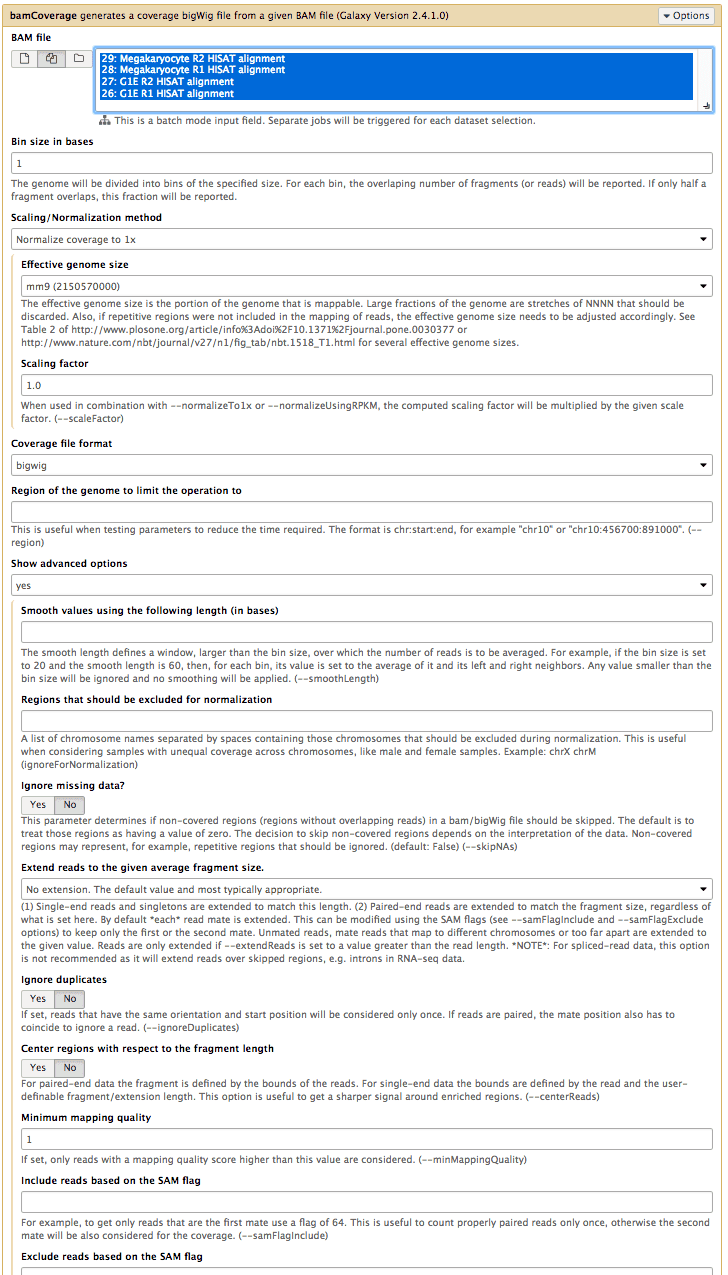 bamCoverage generates a coverage bigWig file from a given BAM file (Galaxy Version 2.4.1.0)
Options
BAM file
29: Megakaryocyte R2 HISAT alignment
28: Megakaryocyte R1 HISAT alignment
27: G1E R2 HISAT alignment
26: G1E R1 HISAT alignment
This is a batch mode input field. Separate jobs will be triggered for each dataset selection.
Bin size in bases
1
The genome will be divided into bins of the specified size. For each bin, the overlaping number of fragments (or reads) will be reported. If only half a
fragment overlaps, this fraction will be reported.
Scaling/Normalization method
Normalize coverage to 1x
Effective genome size
mm9 (2150570000)
The effective genome size is the portion of the genome that is mappable. Large fractions of the genome are stretches of NNNN that should be
discarded. Also, if repetitive regions were not included in the mapping of reads, the effective genome size needs to be adjusted accordingly. See
Table 2 of http://www.plosone.org/article/info%3Adoi%2F10.1371%2Fjournal.pone.0030377 or
http://www.nature.com/nbt/journal/v27/n1/fig_tab/nbt.1518_T1.html for several effective genome sizes.
Scaling factor
1.0
When used in combination with --normalizeTo1x or --normalizeUsingRPKM, the computed scaling factor will be multiplied by the given scale
factor. (--scaleFactor)
Coverage file format
bigwig
Region of the genome to limit the operation to
This is useful when testing parameters to reduce the time required. The format is chr:start:end, for example "chr10" or "chr10:456700:891000". (--
region)
Show advanced options
yes
Smooth values using the following length (in bases)
The smooth length defines a window, larger than the bin size, over which the number of reads is to be averaged. For example, if the bin size is set
to 20 and the smooth length is 60, then, for each bin, its value is set to the average of it and its left and right neighbors. Any value smaller than the
bin size will be ignored and no smoothing will be applied. (--smoothLength)
Regions that should be excluded for normalization
A list of chromosome names separated by spaces containing those chromosomes that should be excluded during normalization. This is useful
when considering samples with unequal coverage across chromosomes, like male and female samples. Example: chrX chrM
(ignoreForNormalization)
Ignore missing data?
Yes No
This parameter determines if non-covered regions (regions without overlapping reads) in a bam/bigWig file should be skipped. The default is to
treat those regions as having a value of zero. The decision to skip non-covered regions depends on the interpretation of the data. Non-covered
regions may represent, for example, repetitive regions that should be ignored. (default: False) (--skipNAs)
Extend reads to the given average fragment size.
No extension. The default value and most typically appropriate.
(1) Single-end reads and singletons are extended to match this length. (2) Paired-end reads are extended to match the fragment size, regardless of
what is set here. By default *each* read mate is extended. This can be modified using the SAM flags (see --samFlagInclude and --samFlagExclude
options) to keep only the first or the second mate. Unmated reads, mate reads that map to different chromosomes or too far apart are extended to
the given value. Reads are only extended if --extendReads is set to a value greater than the read length. *NOTE*: For spliced-read data, this option
is not recommended as it will extend reads over skipped regions, e.g. introns in RNA-seq data.
Ignore duplicates
Yes No
If set, reads that have the same orientation and start position will be considered only once. If reads are paired, the mate position also has to
coincide to ignore a read. (--ignoreDuplicates)
Center regions with respect to the fragment length
Yes No
For paired-end data the fragment is defined by the bounds of the reads. For single-end data the bounds are defined by the read and the user-
definable fragment/extension length. This option is useful to get a sharper signal around enriched regions. (--centerReads)
Minimum mapping quality
1
If set, only reads with a mapping quality score higher than this value are considered. (--minMappingQuality)
Include reads based on the SAM flag
For example, to get only reads that are the first mate use a flag of 64. This is useful to count properly paired reads only once, otherwise the second
mate will be also considered for the coverage. (--samFlagInclude)
Exclude reads based on the SAM flag